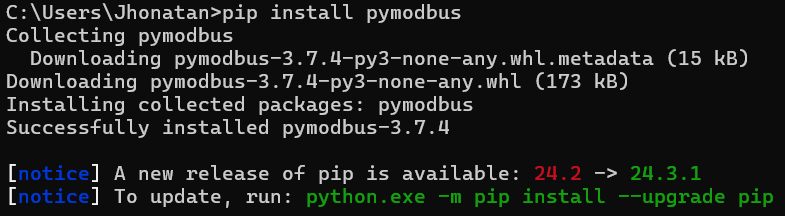 C:\Users\Jhonatan>pip install pymodbus
Collecting pymodbus
  Downloading pymodbus-3.7.4-py3-none-any.whl.metadata (15 kB)
Downloading pymodbus-3.7.4-py3-none-any.whl (173 kB)
Installing collected packages: pymodbus
Successfully installed pymodbus-3.7.4

[notice] A new release of pip is available: 24.2 -> 24.3.1
[notice] To update, run: python.exe -m pip install --upgrade pip